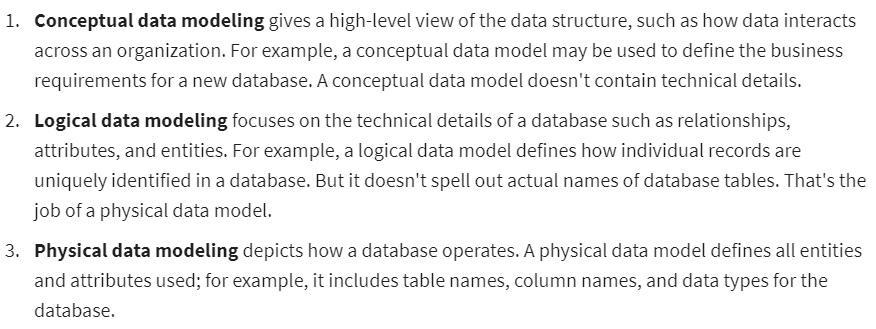 1. Conceptual data modeling gives a high-level view of the data structure, such as how data interacts
across an organization. For example, a conceptual data model may be used to define the business
requirements for a new database. A conceptual data model doesn't contain technical details.
2. Logical data modeling focuses on the technical details of a database such as relationships,
attributes, and entities. For example, a logical data model defines how individual records are
uniquely identified in a database. But it doesn't spell out actual names of database tables. That's the
job of a physical data model.
3. Physical data modeling depicts how a database operates. A physical data model defines all entities
and attributes used; for example, it includes table names, column names, and data types for the
database.